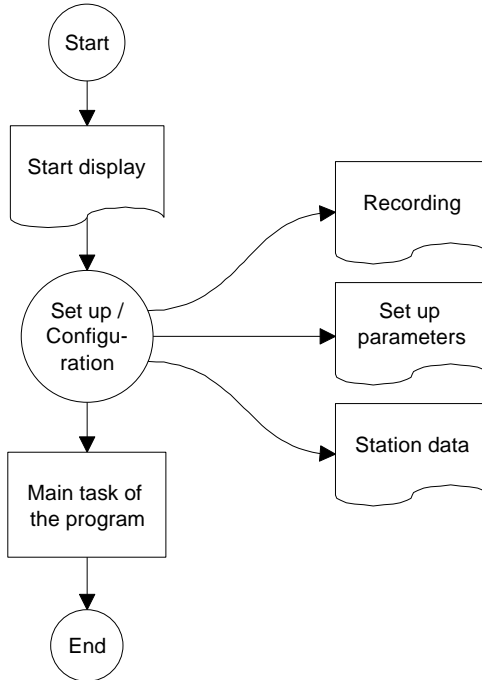 Start
Start display
Set up /
Configu-
ration
Main task of
the program
End
Recording
Set up
parameters
Station data